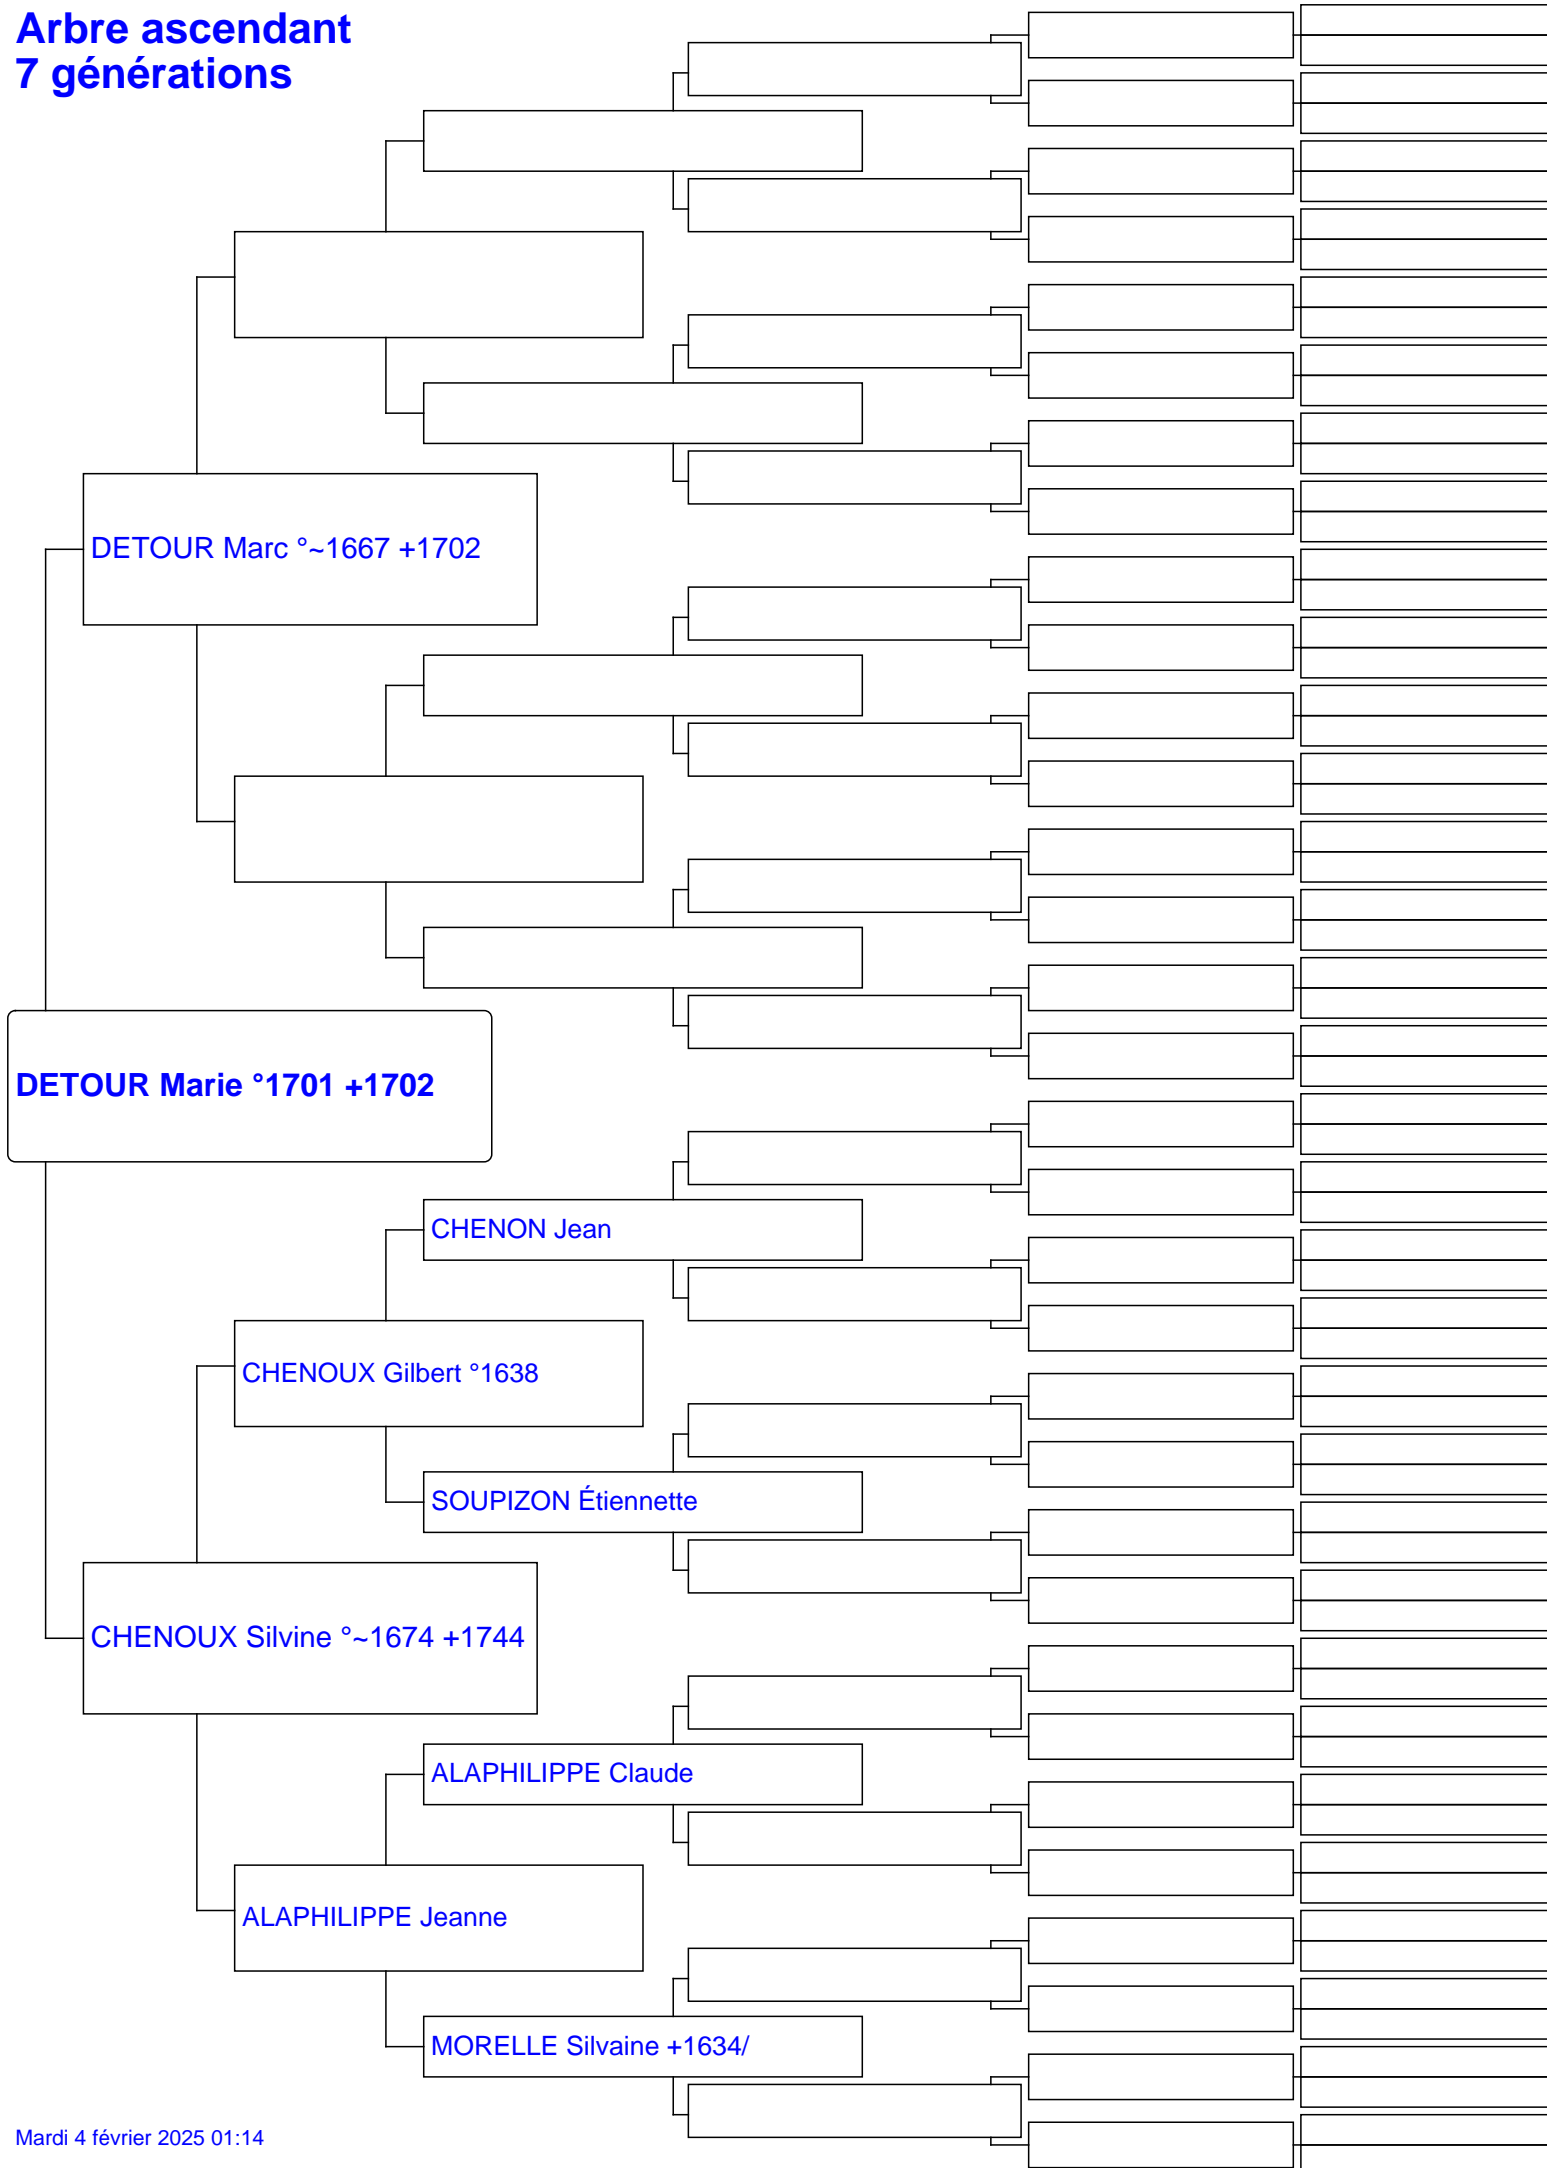 Arbre ascendant
7 générations
DETOUR Marc °~1667 +1702
DETOUR Marie °1701 +1702
CHENON Jean
CHENOUX Gilbert °1638
SOUPIZON Étiennette
CHENOUX Silvine °~1674 +1744
ALAPHILIPPE Claude
ALAPHILIPPE Jeanne
MORELLE Silvaine +1634/
Mardi 4 février 2025 01:14